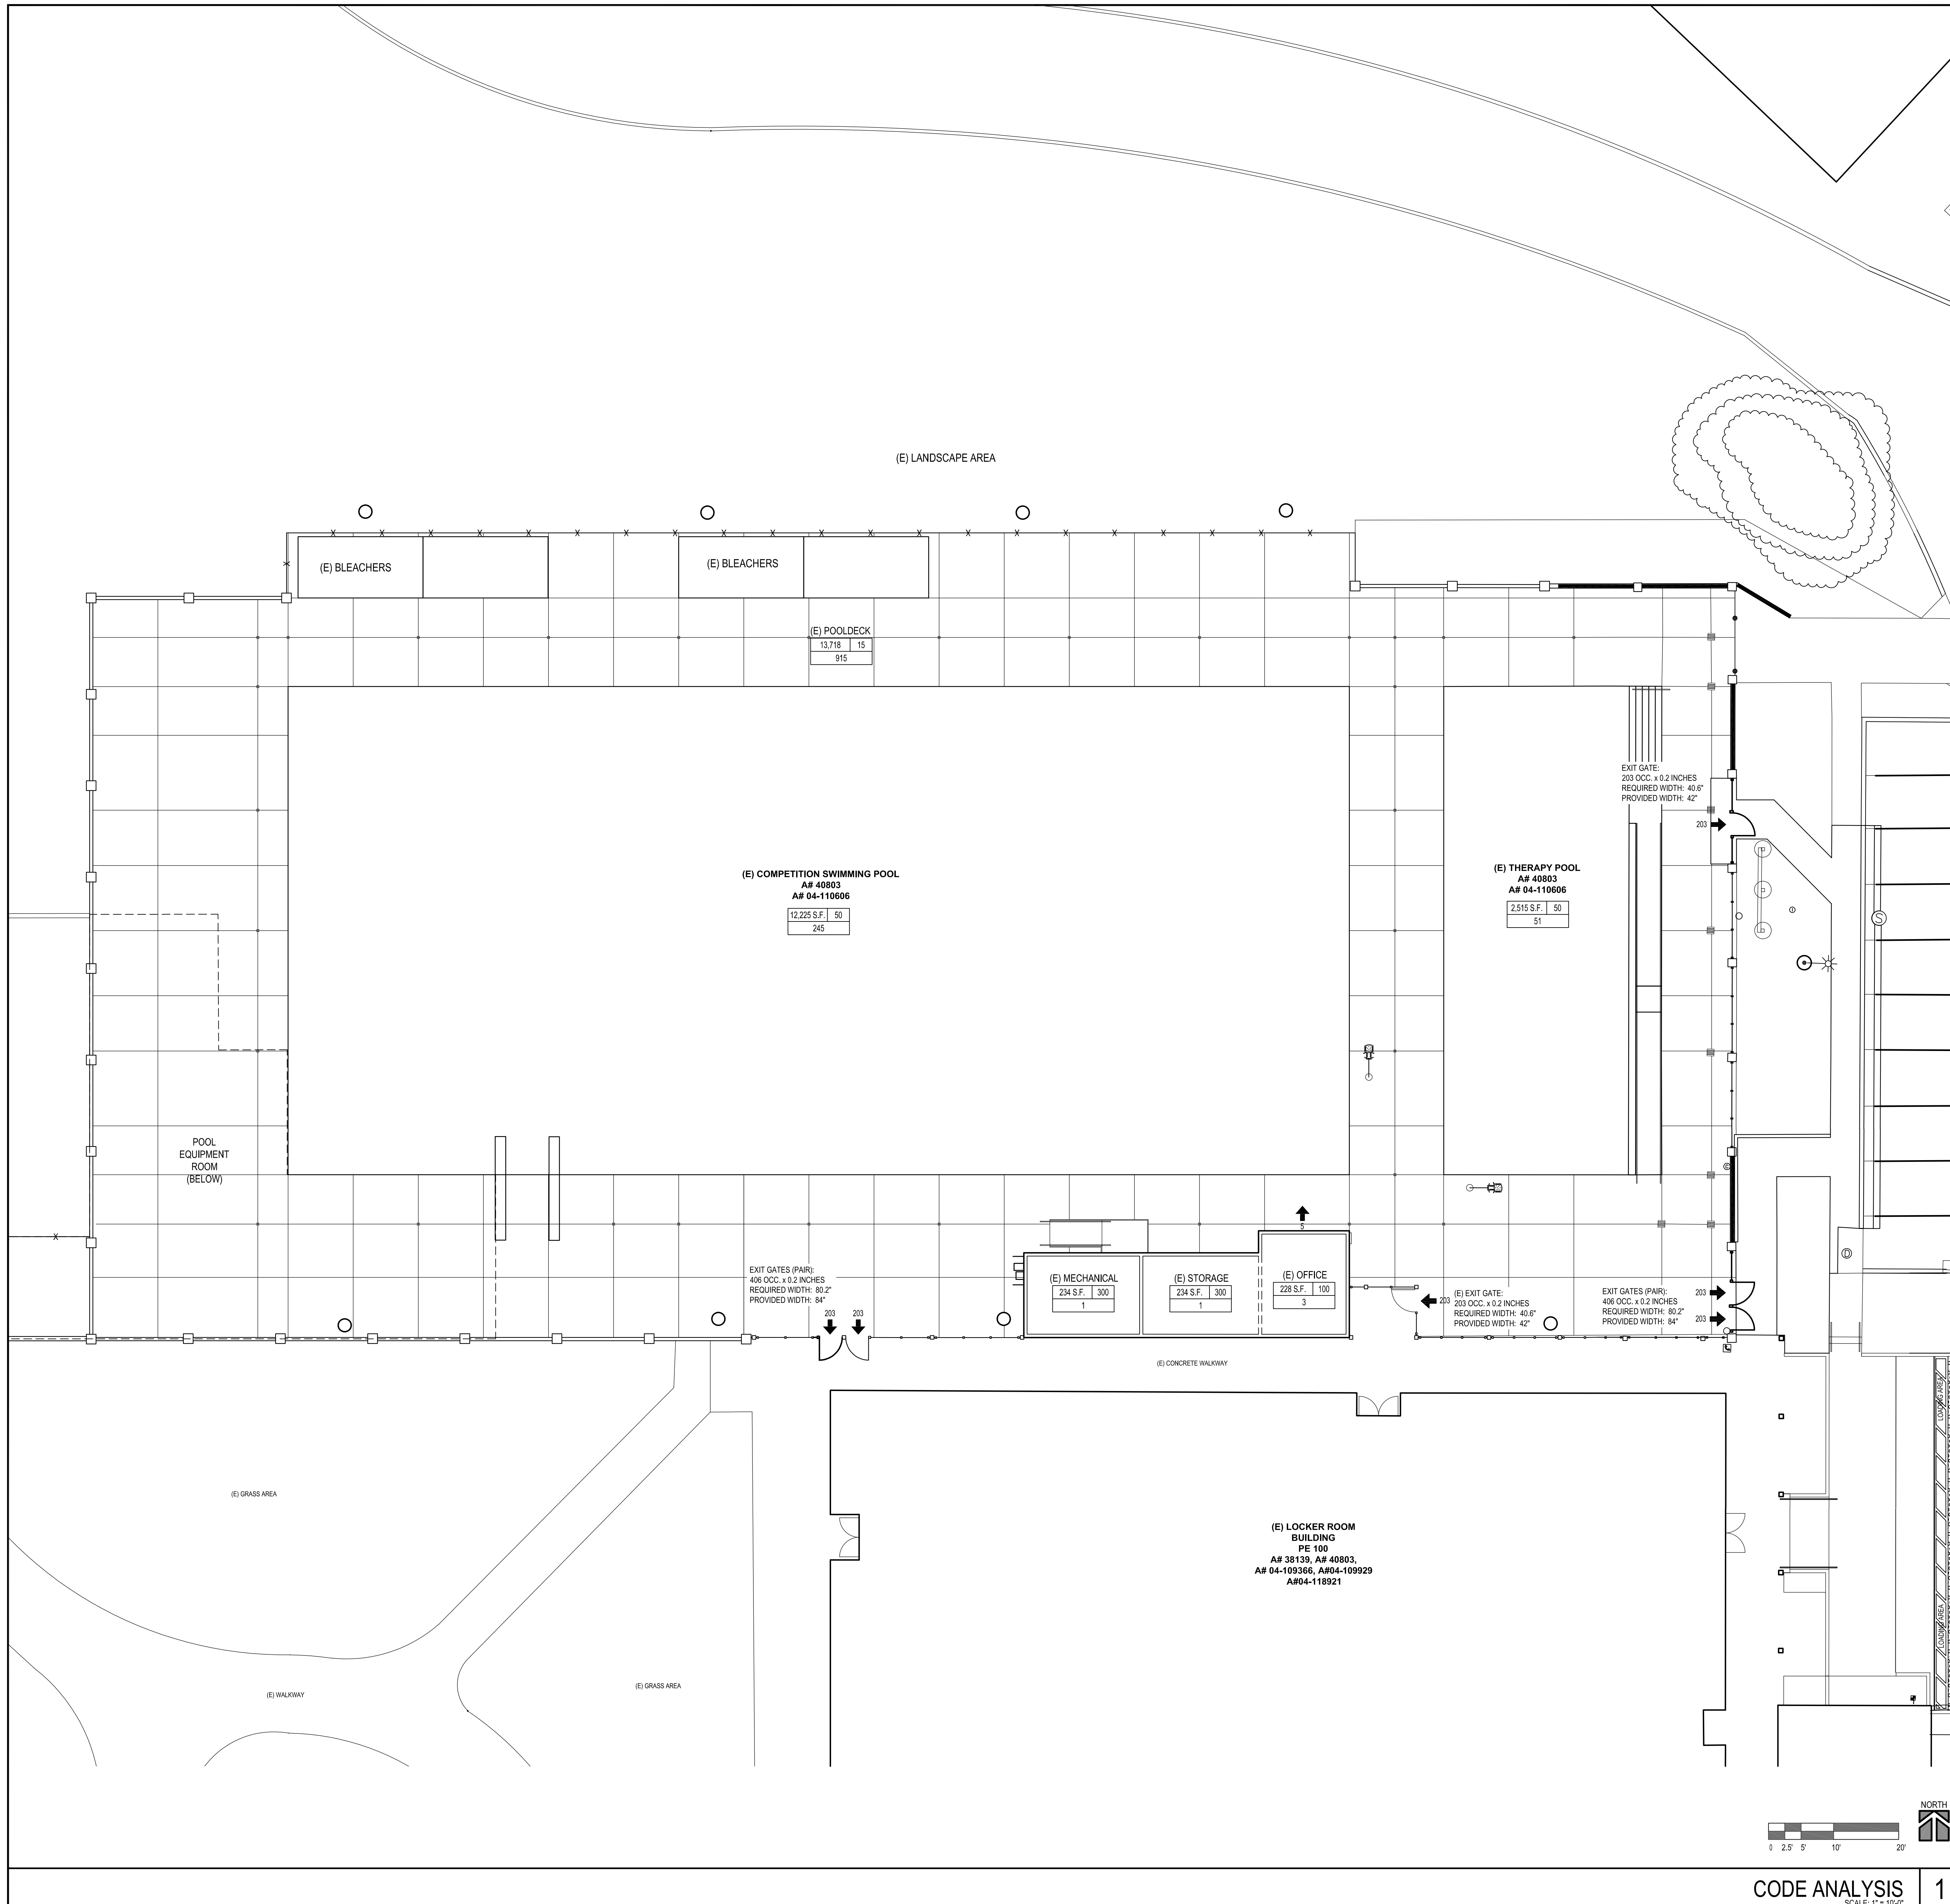 (E) LANDSCAPE AREA
(E) BLEACHERS
(E) BLEACHERS
(E) POOLDECK
13,718 15
915
EXIT GATE:
203 OCC. x 0.2 INCHES
REQUIRED WIDTH: 40.6"
PROVIDED WIDTH: 42"
203
(E) COMPETITION SWIMMING POOL
A# 40803
A# 04-110606
12,225 S.F. 50
245
(E) THERAPY POOL
A# 40803
A# 04-110606
2,515 S.F. 50
51
S
POOL
EQUIPMENT
ROOM
(BELOW)
5
D
EXIT GATES (PAIR):
406 OCC. x 0.2 INCHES
REQUIRED WIDTH: 80.2"
PROVIDED WIDTH: 84"
203 203
(E) MECHANICAL
234 S.F. 300
1
(E) STORAGE
234 S.F. 300
1
(E) OFFICE
228 S.F. 100
3
203
(E) EXIT GATE:
203 OCC. x 0.2 INCHES
REQUIRED WIDTH: 40.6"
PROVIDED WIDTH: 42"
EXIT GATES (PAIR):
406 OCC. x 0.2 INCHES
REQUIRED WIDTH: 80.2"
PROVIDED WIDTH: 84"
203
203
(E) CONCRETE WALKWAY
LOADING AREA
(E) GRASS AREA
(E) LOCKER ROOM
BUILDING
PE 100
A# 38139, A# 40803,
A# 04-109366, A#04-109929
A#04-118921
LOADING AREA
(E) GRASS AREA
(E) WALKWAY
NORTH
0 2.5' 5' 10' 20'
CODE ANALYSIS 1
SCALE: 1" = 10'-0"